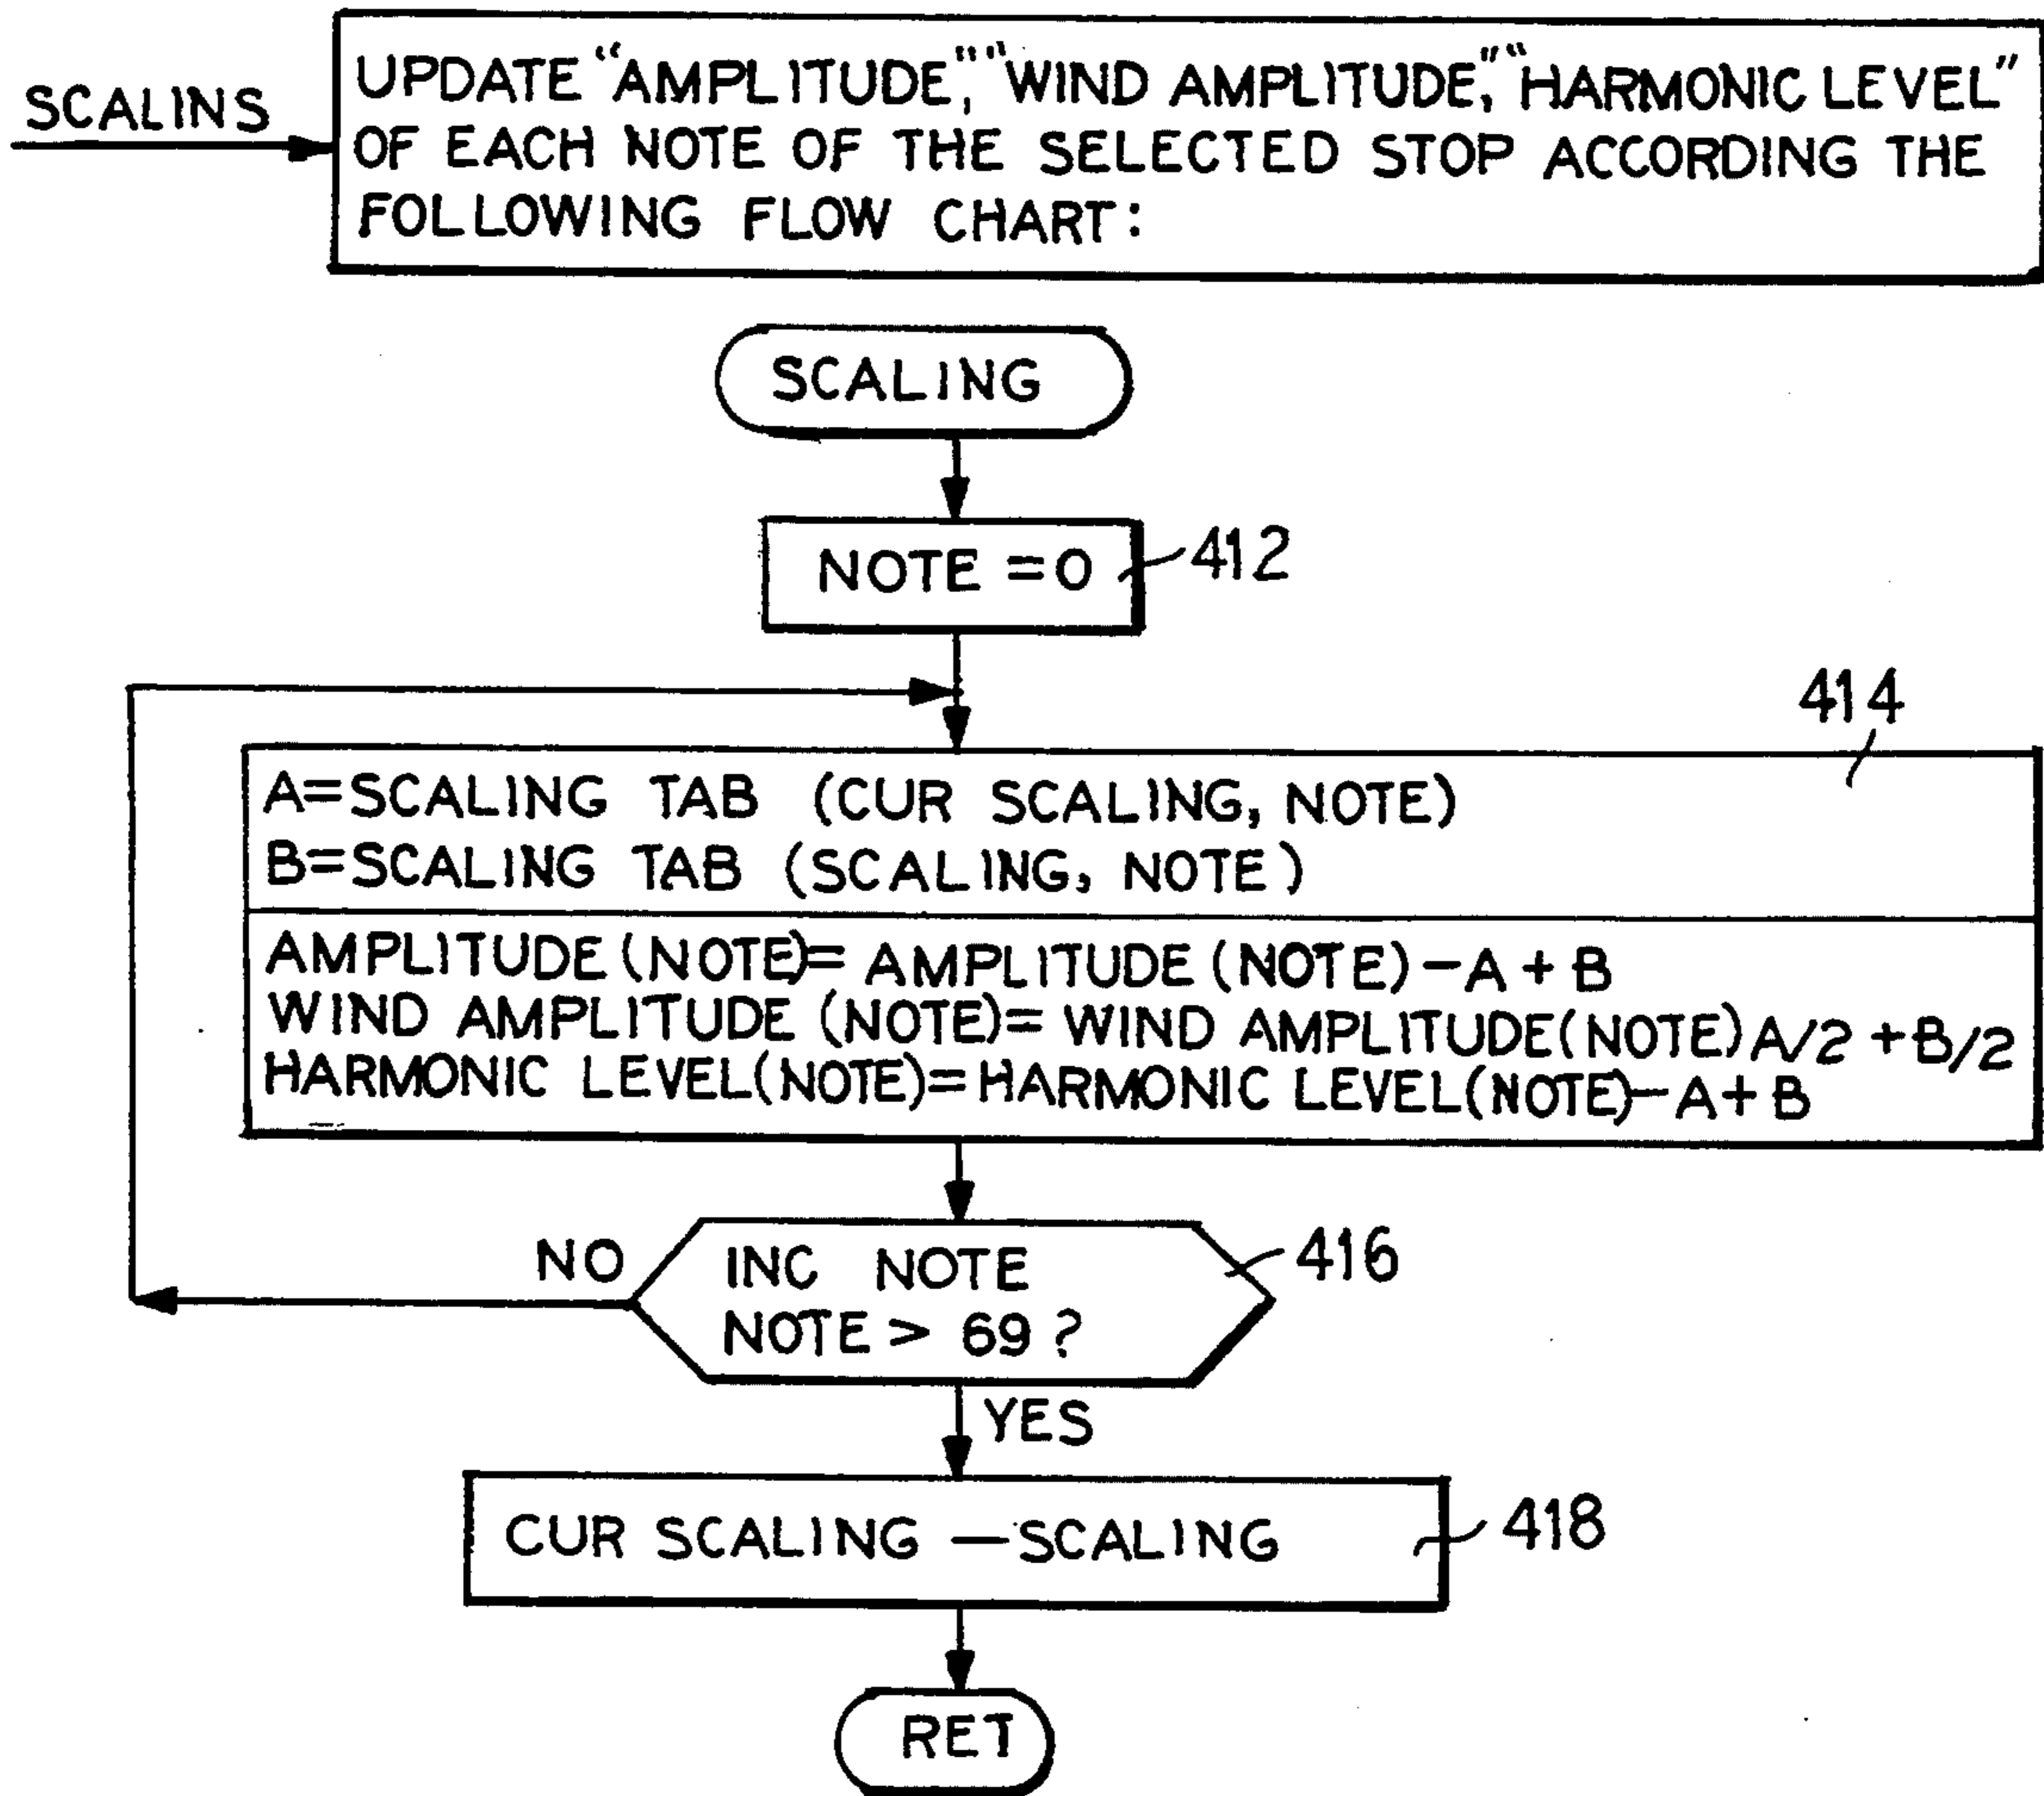 SCALINS
UPDATE “AMPLITUDE,” “WIND AMPLITUDE,” “HARMONIC LEVEL”
OF EACH NOTE OF THE SELECTED STOP ACCORDING THE
FOLLOWING FLOW CHART:
SCALING
NOTE =0
412
414
A=SCALING TAB (CUR SCALING, NOTE)
B=SCALING TAB (SCALING, NOTE)
AMPLITUDE (NOTE)= AMPLITUDE (NOTE) –A + B
WIND AMPLITUDE (NOTE)= WIND AMPLITUDE(NOTE) A/2 +B/2
HARMONIC LEVEL(NOTE)= HARMONIC LEVEL(NOTE)–A+B
NO
INC NOTE
NOTE > 69 ?
416
YES
CUR SCALING —SCALING
418
RET